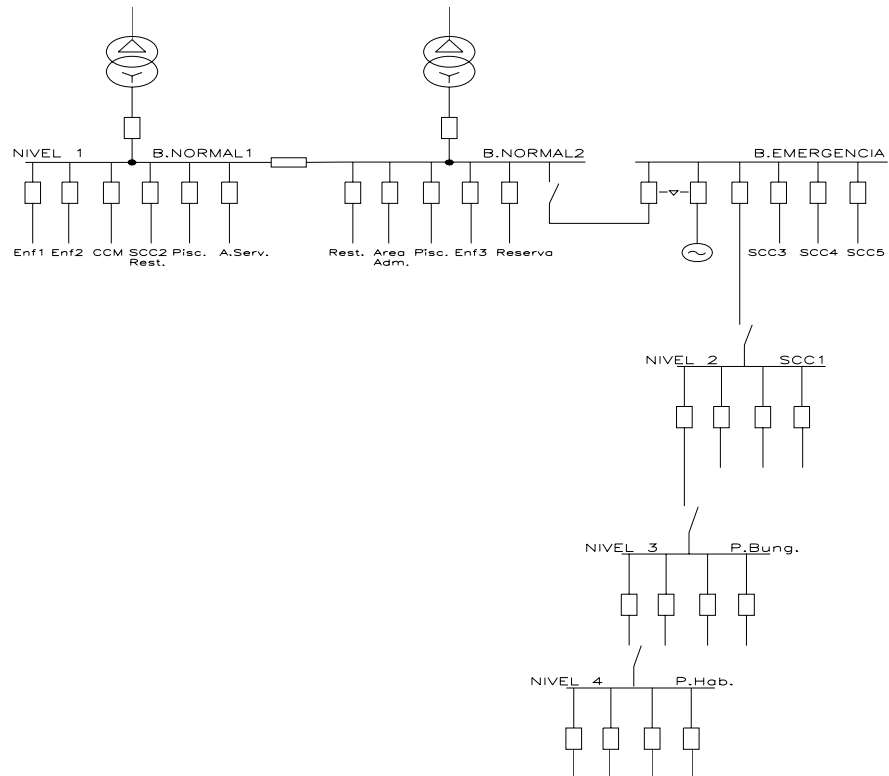 NIVEL 1 B.NORMAL1 B.NORMAL2 B.EMERGENCIA
Enf1 Enf2 CCM SCC2 Pisc. A.Serv. Rest. Area Pisc. Enf3 Reserva SCC3 SCC4 SCC5
Rest. Adm.
NIVEL 2 SCC1
NIVEL 3 P.Bung.
NIVEL 4 P.Hab.